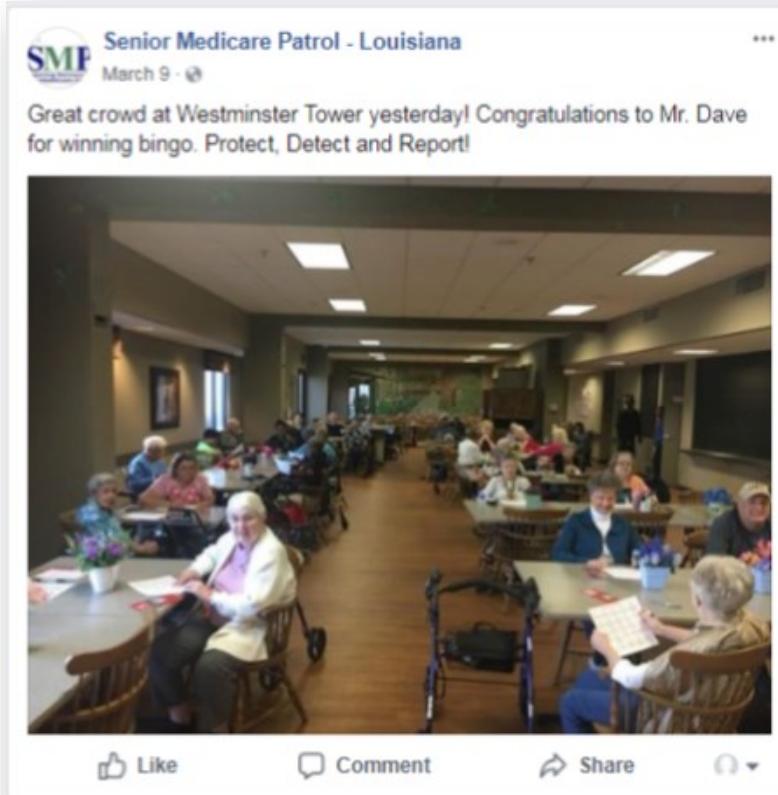 SMP
Senior Medicare Patrol - Louisiana
March 9 ·
Great crowd at Westminster Tower yesterday! Congratulations to Mr. Dave
for winning bingo. Protect, Detect and Report!
Like Comment Share